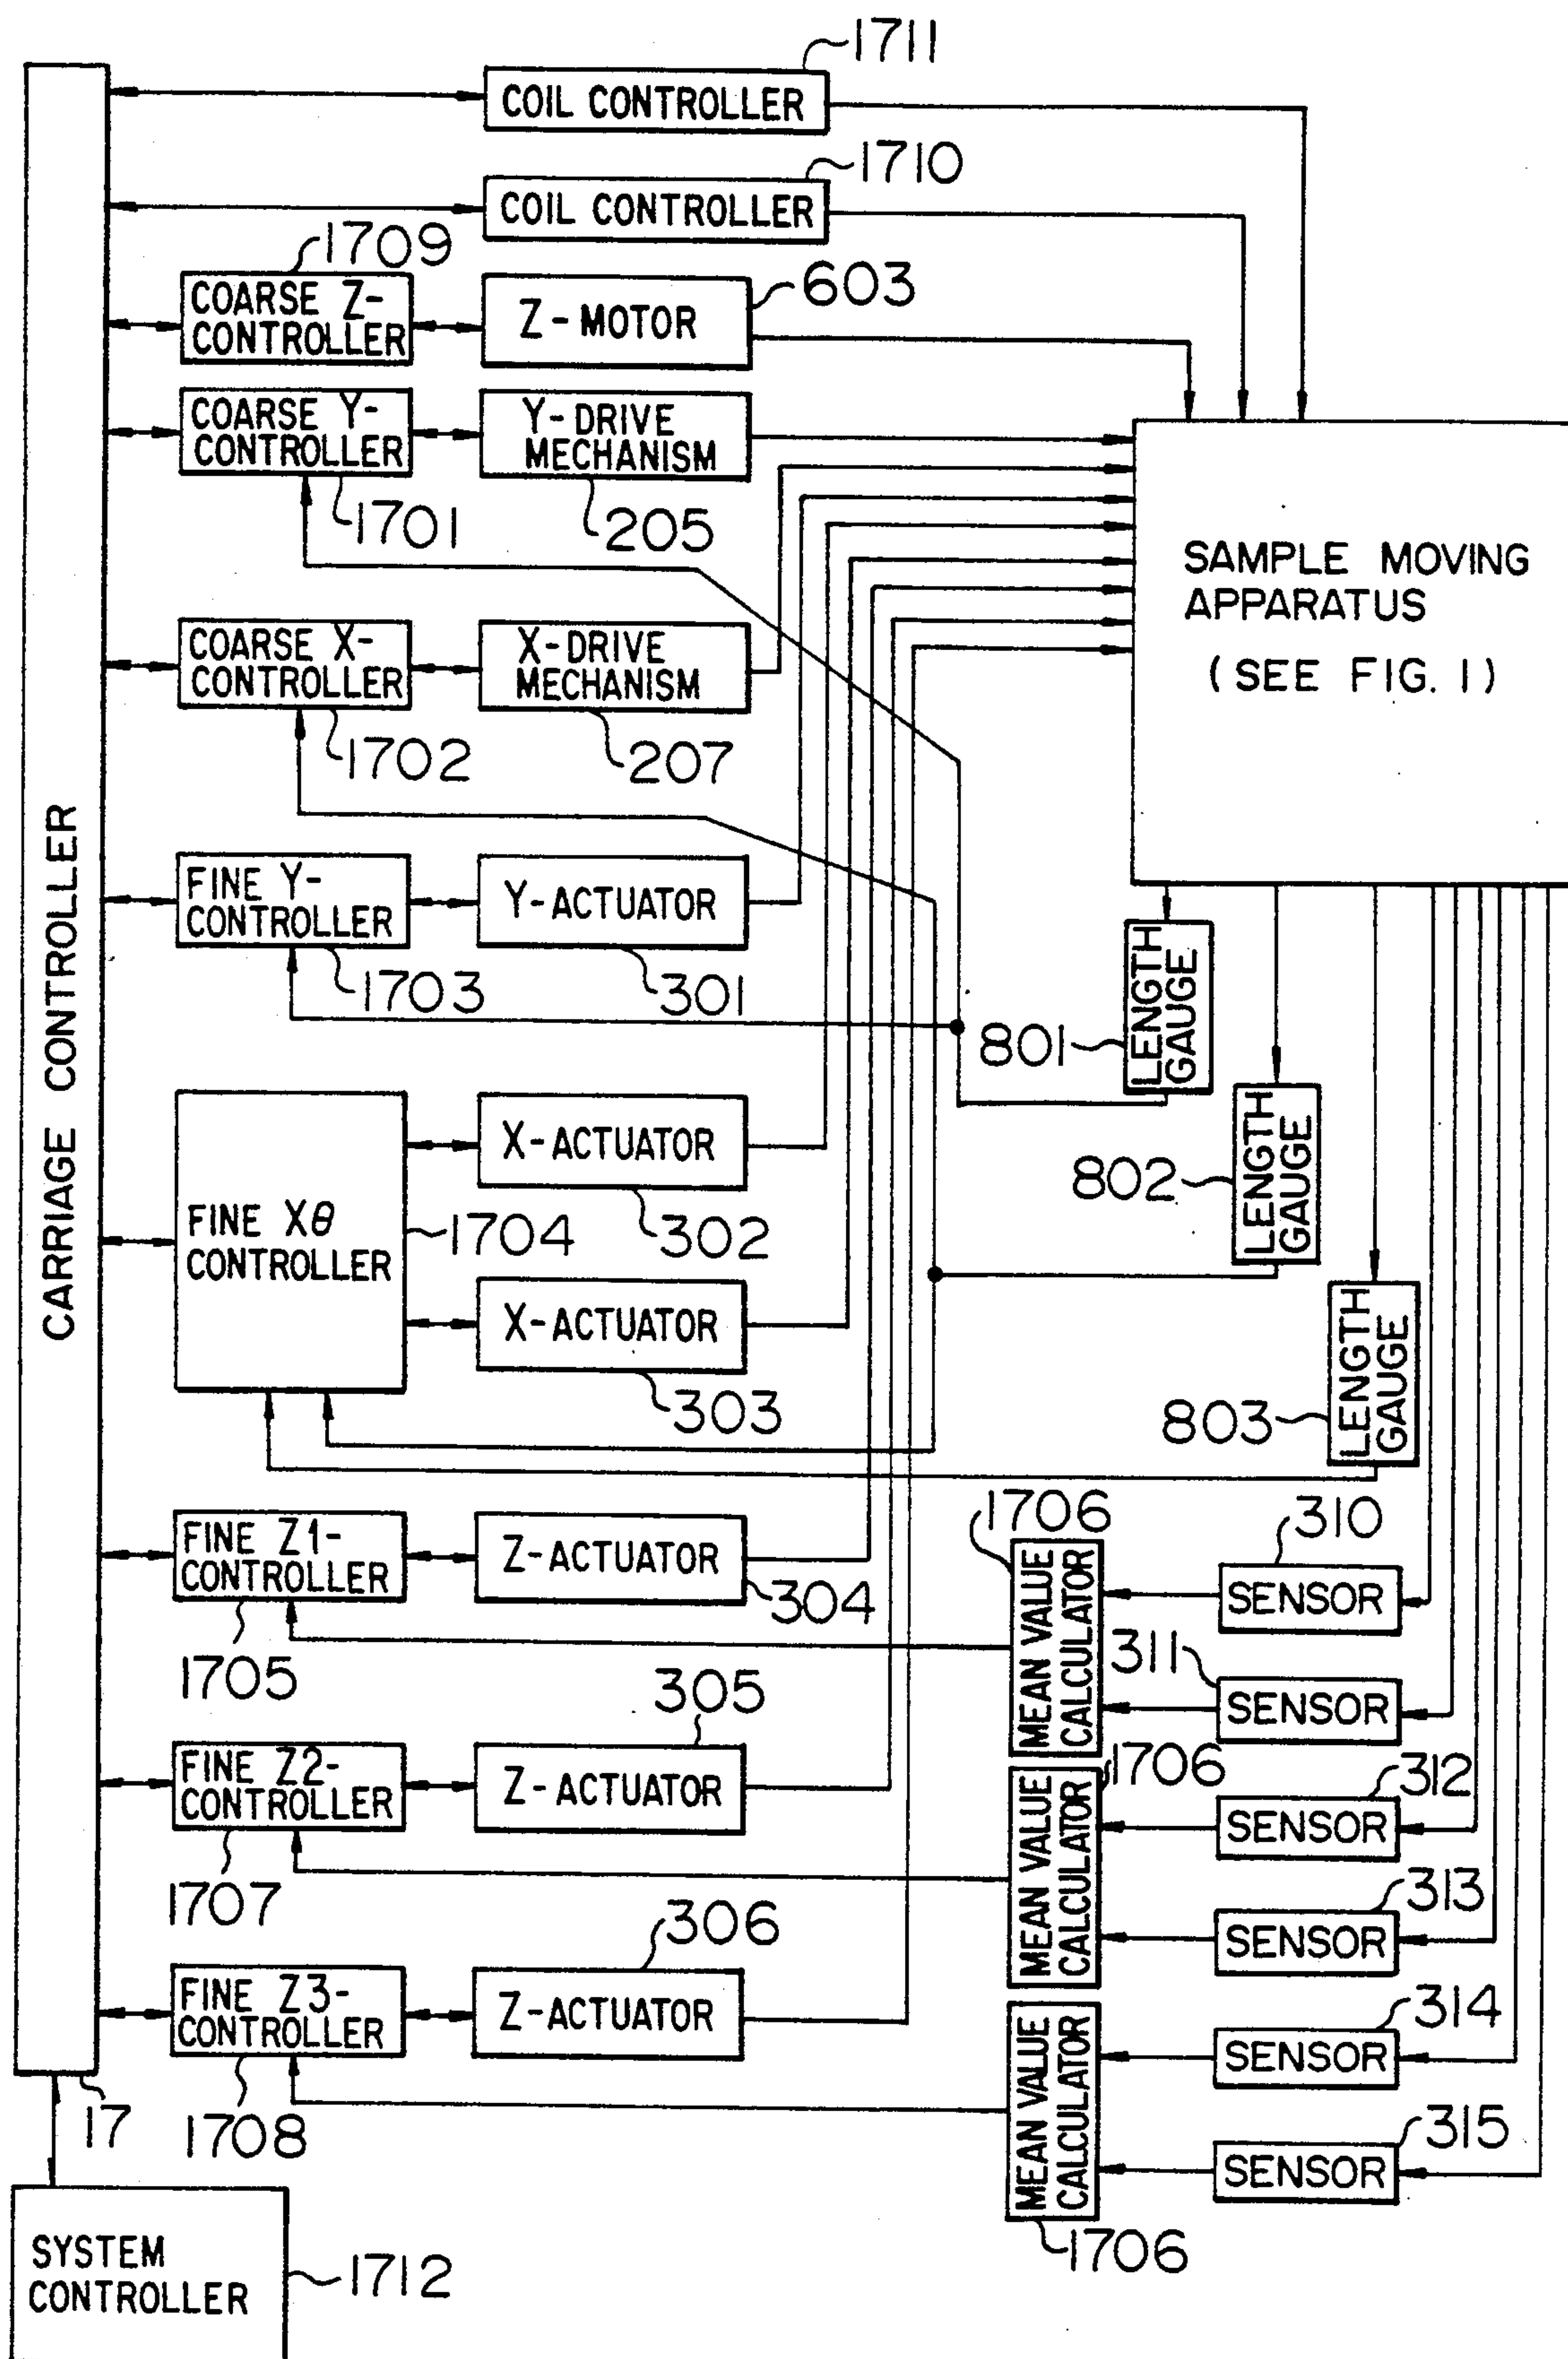 1711
COIL CONTROLLER
1710
COIL CONTROLLER
1709
COARSE Z-
CONTROLLER
Z-MOTOR
603
COARSE Y-
CONTROLLER
Y-DRIVE
MECHANISM
1701
205
SAMPLE MOVING
APPARATUS
(SEE FIG. 1)
COARSE X-
CONTROLLER
X-DRIVE
MECHANISM
1702
207
CARRIAGE CONTROLLER
FINE Y-
CONTROLLER
Y-ACTUATOR
1703
301
LENGTH
GAUGE
801
X-ACTUATOR
302
LENGTH
GAUGE
802
FINE Xθ
CONTROLLER
1704
X-ACTUATOR
303
LENGTH
GAUGE
803
FINE Z1-
CONTROLLER
Z-ACTUATOR
304
1705
1706
MEAN VALUE
CALCULATOR
310
SENSOR
311
SENSOR
305
FINE Z2-
CONTROLLER
Z-ACTUATOR
1707
1706
MEAN VALUE
CALCULATOR
312
SENSOR
313
SENSOR
306
FINE Z3-
CONTROLLER
Z-ACTUATOR
1708
MEAN VALUE
CALCULATOR
1706
314
SENSOR
315
SENSOR
17
SYSTEM
CONTROLLER
1712